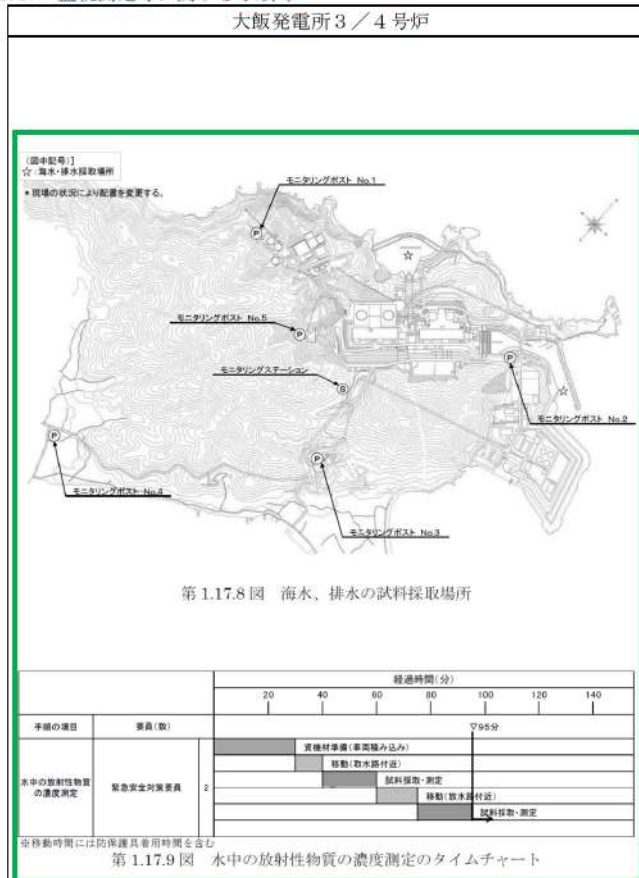 大飯発電所3／4号炉
(図中記号)】
☆:海水・排水採取場所
* 現場の状況により配置を変更する。
モニタリングポスト No.1
P
☆
モニタリングポスト No.5
P
モニタリングステーション
S
P
モニタリングポスト No.2
☆
P
モニタリングポスト No.4
P
モニタリングポスト No.3
第 1.17.8 図 海水、排水の試料採取場所
経過時間(分)
20 40 60 80 100 120 140
手順の項目 要員(数) ▽95分
水中の放射性物質の濃度測定 緊急安全対策要員 2
資機材準備(車両積み込み)
移動(取水路付近)
試料採取・測定
移動(放水路付近)
試料採取・測定
※移動時間には防保護具着用時間を含む
第 1.17.9 図 水中の放射性物質の濃度測定のタイムチャート